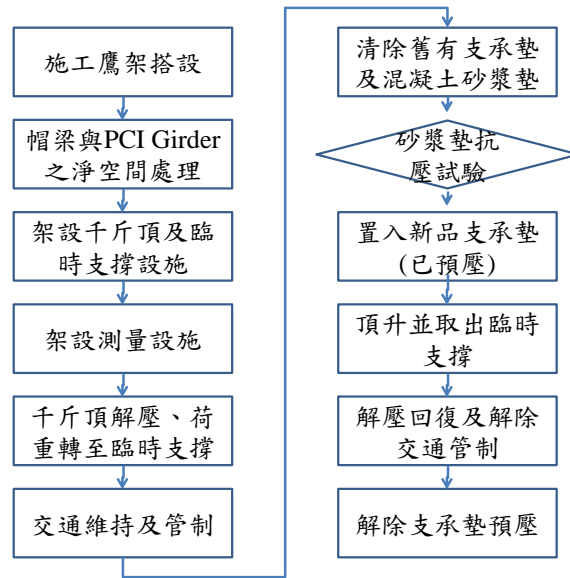 施工鷹架搭設
帽梁與PCI Girder
之淨空間處理
架設千斤頂及臨
時支撐設施
架設測量設施
千斤頂解壓、荷
重轉至臨時支撐
交通維持及管制
清除舊有支承墊
及混凝土砂漿墊
砂漿墊抗
壓試驗
置入新品支承墊
(已預壓)
頂升並取出臨時
支撐
解壓回復及解除
交通管制
解除支承墊預壓